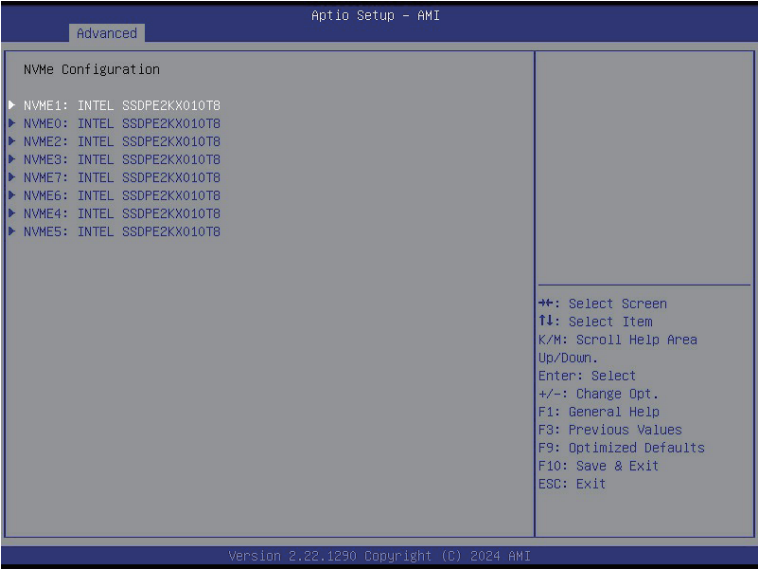 Aptio Setup – AMI
Advanced
NVMe Configuration
NVME1: INTEL SSDPE2KX010T8
NVME0: INTEL SSDPE2KX010T8
NVME2: INTEL SSDPE2KX010T8
NVME3: INTEL SSDPE2KX010T8
NVME7: INTEL SSDPE2KX010T8
NVME6: INTEL SSDPE2KX010T8
NVME4: INTEL SSDPE2KX010T8
NVME5: INTEL SSDPE2KX010T8
→←: Select Screen
↑↓: Select Item
K/M: Scroll Help Area
Up/Down.
Enter: Select
+/-: Change Opt.
F1: General Help
F3: Previous Values
F9: Optimized Defaults
F10: Save & Exit
ESC: Exit
Version 2.22.1290 Copyright (C) 2024 AMI